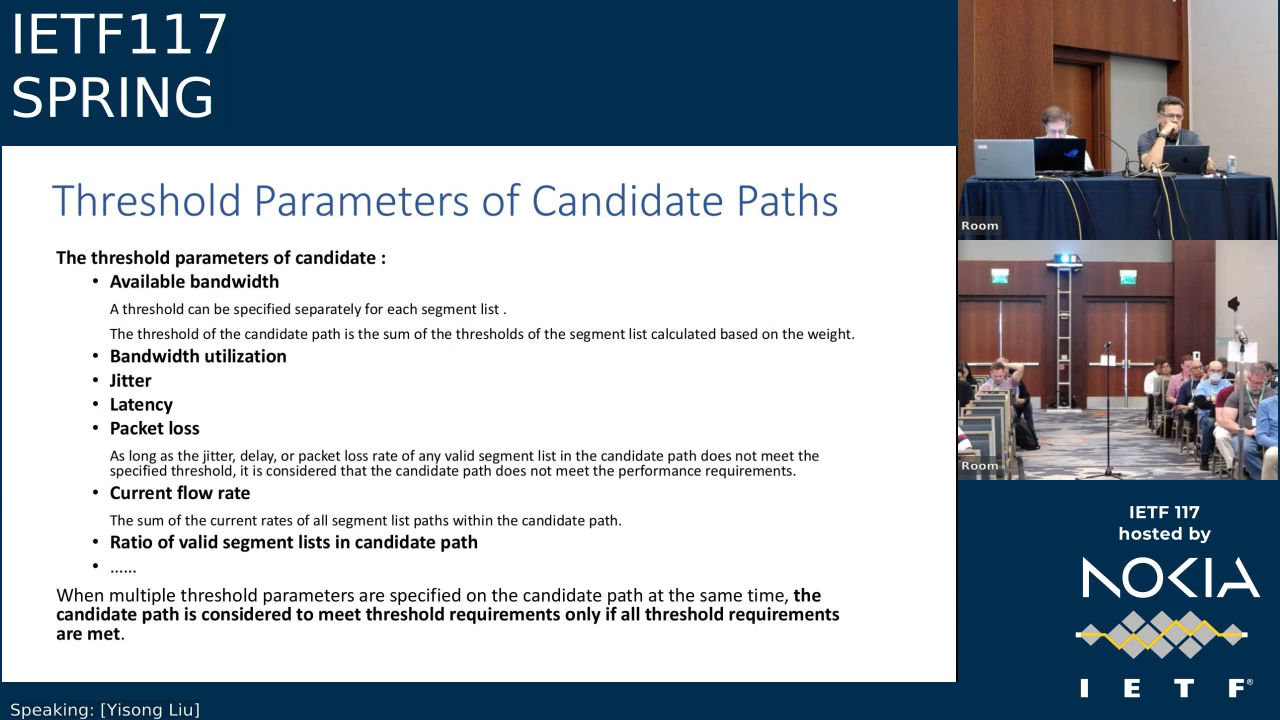 IETF117
SPRING
Threshold Parameters of Candidate Paths
The threshold parameters of candidate :
• Available bandwidth
A threshold can be specified separately for each segment list .
The threshold of the candidate path is the sum of the thresholds of the segment list calculated based on the weight.
• Bandwidth utilization
• Jitter
• Latency
• Packet loss
As long as the jitter, delay, or packet loss rate of any valid segment list in the candidate path does not meet the
specified threshold, it is considered that the candidate path does not meet the performance requirements.
• Current flow rate
The sum of the current rates of all segment list paths within the candidate path.
• Ratio of valid segment lists in candidate path
• ……
When multiple threshold parameters are specified on the candidate path at the same time, the
candidate path is considered to meet threshold requirements only if all threshold requirements
are met.
Speaking: [Yisong Liu]
Room
Room
IETF 117
hosted by
NOKIA
I E T F®